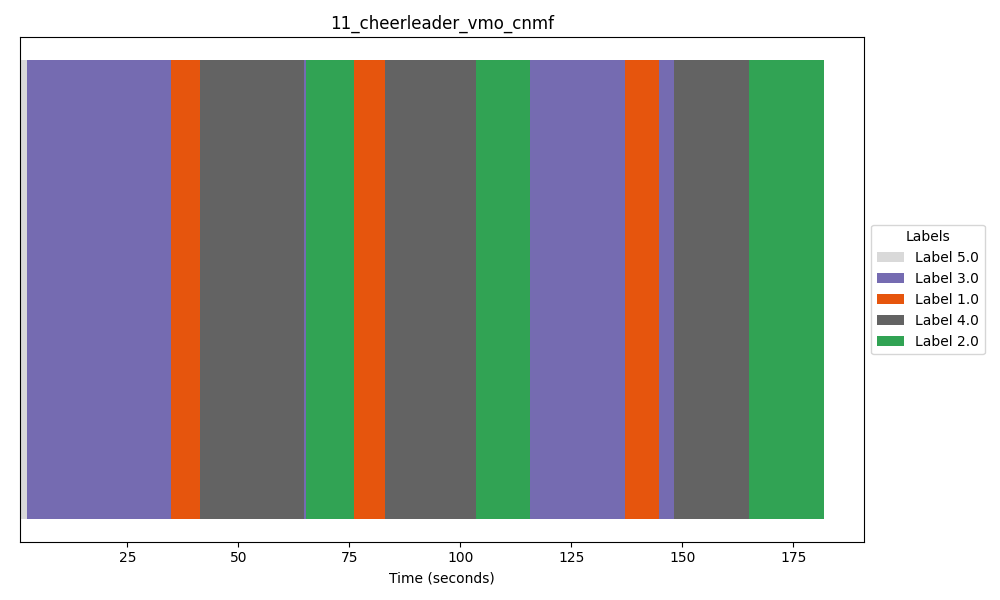 11_cheerleader_vmo_cnmf
Labels
Label 5.0
Label 3.0
Label 1.0
Label 4.0
Label 2.0
25 50 75 100 125 150 175
Time (seconds)